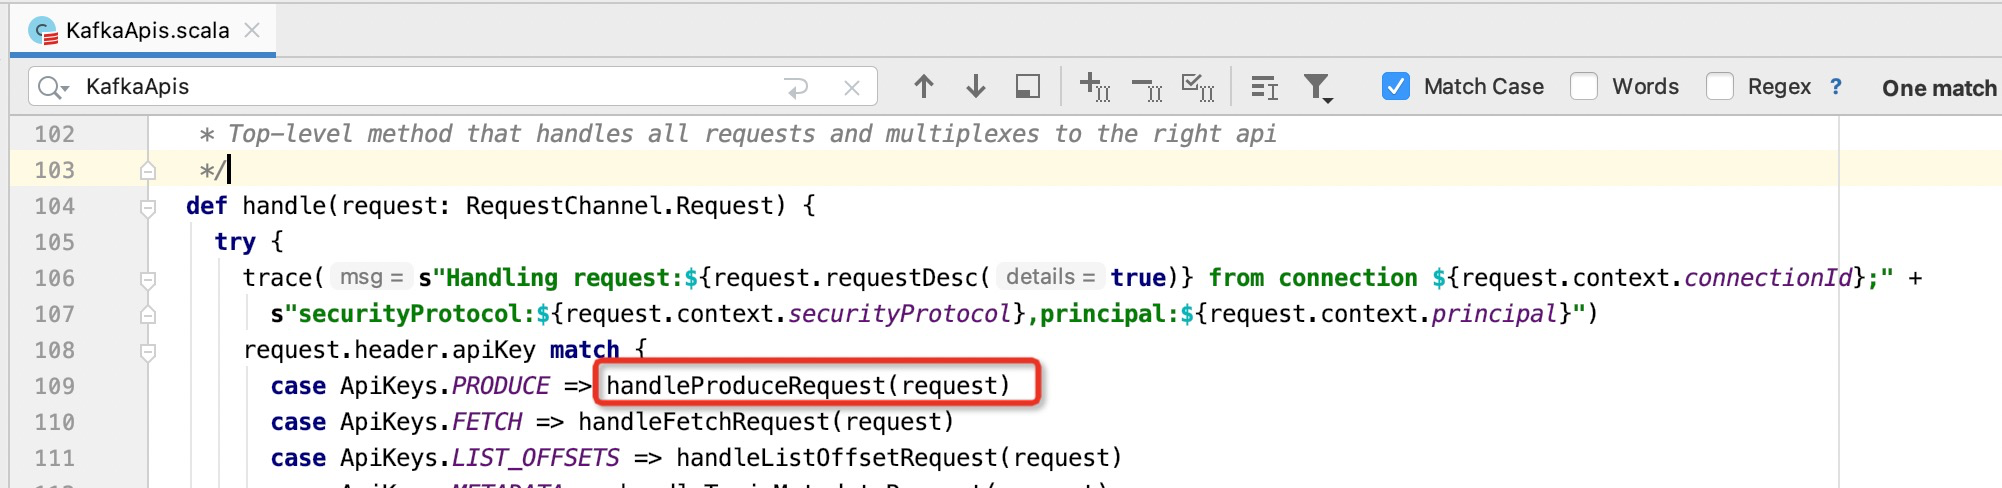 KafkaApis.scala
KafkaApis Match Case Words Regex ? One match
102 * Top-level method that handles all requests and multiplexes to the right api
103 */
104 def handle(request: RequestChannel.Request) {
105 try {
106 trace( msg = s"Handling request:${request.requestDesc( details = true)} from connection ${request.context.connectionId};" +
107 s"securityProtocol:${request.context.securityProtocol},principal:${request.context.principal}")
108 request.header.apiKey match {
109 case ApiKeys.PRODUCE => handleProduceRequest(request)
110 case ApiKeys.FETCH => handleFetchRequest(request)
111 case ApiKeys.LIST_OFFSETS => handleListOffsetRequest(request)